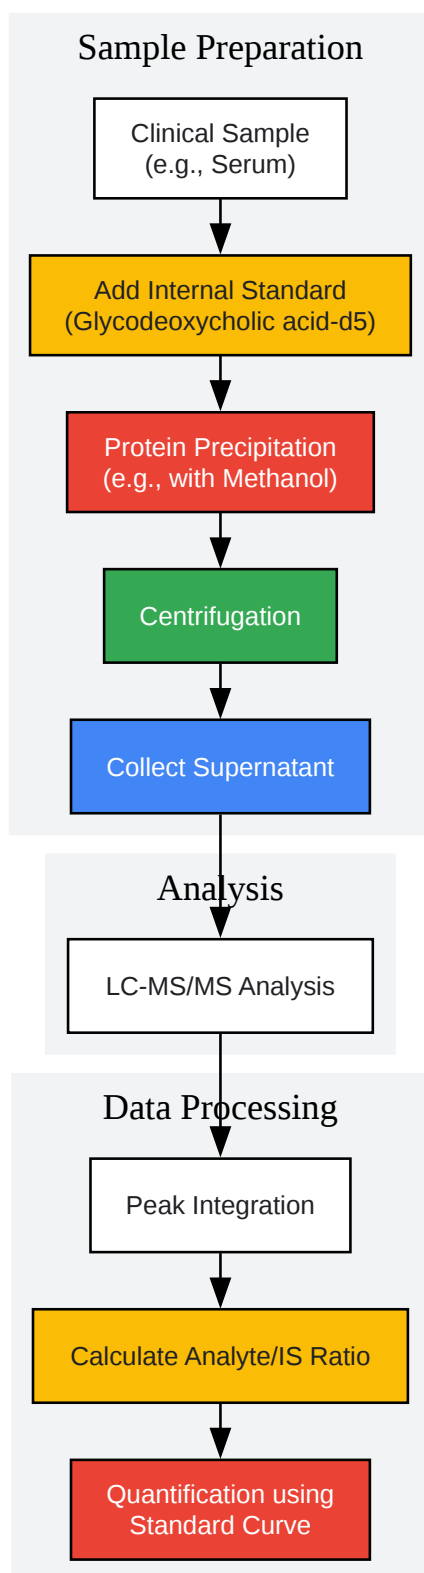 Sample Preparation
Clinical Sample
(e.g., Serum)
Add Internal Standard
(Glycodeoxycholic acid-d5)
Protein Precipitation
(e.g., with Methanol)
Centrifugation
Collect Supernatant
Analysis
LC-MS/MS Analysis
Data Processing
Peak Integration
Calculate Analyte/IS Ratio
Quantification using
Standard Curve